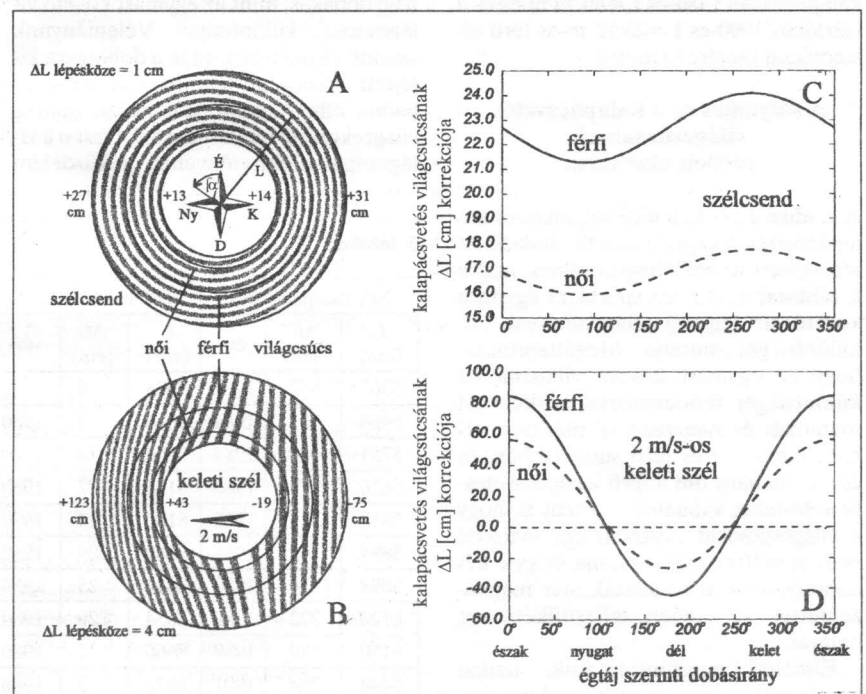 ΔL lépésköze = 1 cm
A
É
α
L
+27
cm
+13
Ny
+14
K
+31
cm
D
szélcsend
női
férfi
világcsúcs
keleti szél
+123
cm
+43
-19
-75
cm
2 m/s
B
ΔL lépésköze = 4 cm
kalapácsvetés világcsúcsának
ΔL [cm] korrekciója
25.0
24.0
23.0
22.0
21.0
20.0
19.0
18.0
17.0
16.0
15.0
C
férfi
szélcsend
női
0° 50° 100° 150° 200° 250° 300° 350°
kalapácsvetés világcsúcsának
ΔL [cm] korrekciója
100.0
80.0
60.0
40.0
20.0
0.0
-20.0
-40.0
-60.0
férfi
női
2 m/s-os
keleti szél
D
0° 50° 100° 150° 200° 250° 300° 350°
észak nyugat dél kelet észak
égtáj szerinti dobásirány